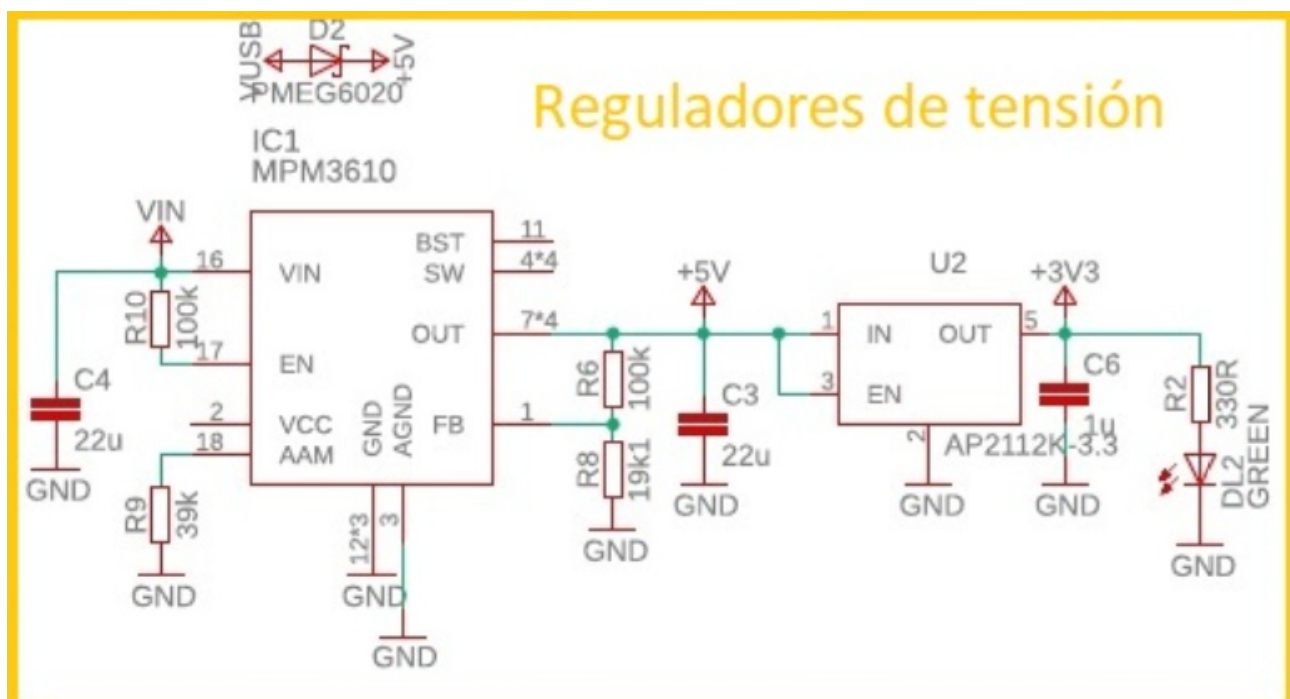 VUSB
D2
+5V
PMEG6020
Reguladores de tensión
IC1
MPM3610
VIN
16
VIN
R10
100k
17
EN
C4
22u
GND
2
VCC
18
AAM
R9
39k
GND
BST
11
SW
4*4
OUT
7*4
FB
1
GND
AGND
12*3
3
GND
GND
R6
100k
R8
19k1
GND
+5V
C3
22u
GND
U2
1
IN
3
EN
OUT
5
2
AP2112K-3.3
GND
+3V3
C6
1u
GND
R2
330R
DL2
GREEN
GND